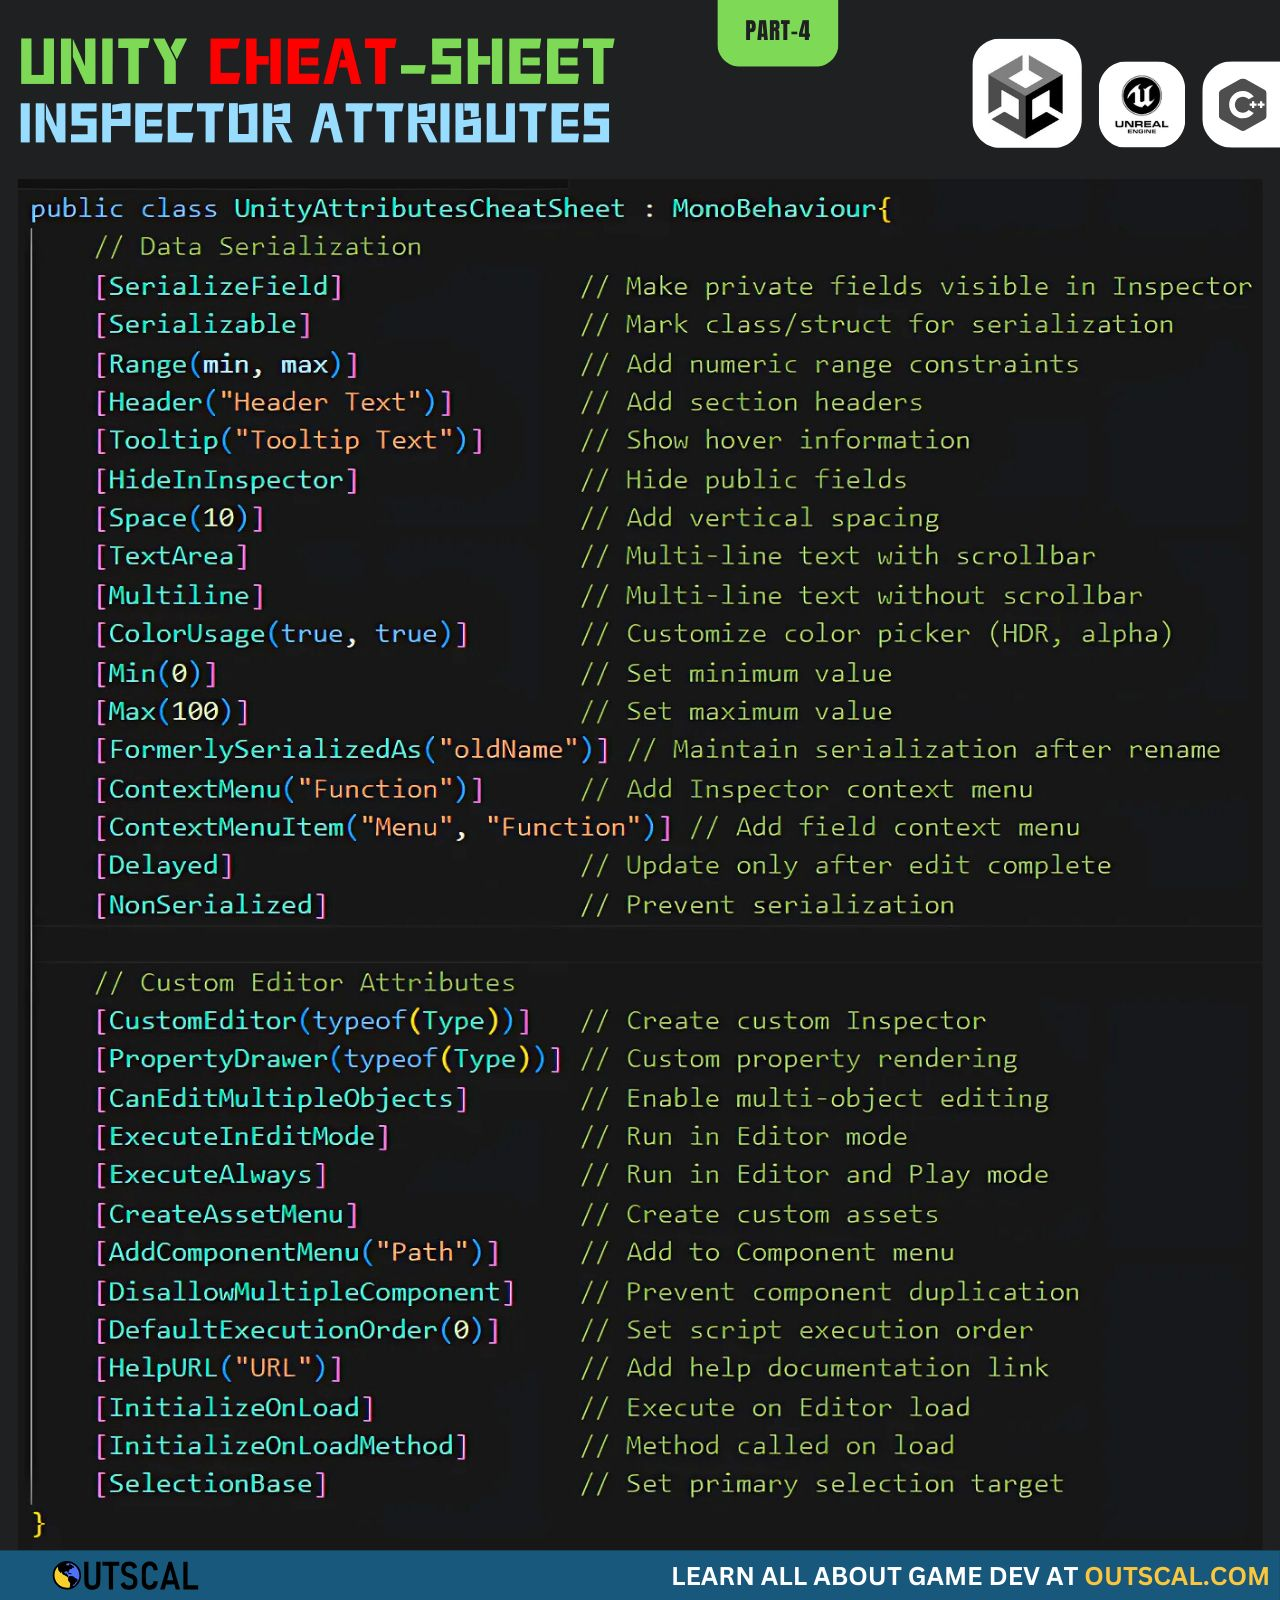 PART-4
UNITY CHEAT-SHEET
INSPECTOR ATTRIBUTES
UNREAL
ENGINE
C++
public class UnityAttributesCheatSheet : MonoBehaviour{
// Data Serialization
[SerializeField] // Make private fields visible in Inspector
[Serializable] // Mark class/struct for serialization
[Range(min, max)] // Add numeric range constraints
[Header("Header Text")] // Add section headers
[Tooltip("Tooltip Text")] // Show hover information
[HideInInspector] // Hide public fields
[Space(10)] // Add vertical spacing
[TextArea] // Multi-line text with scrollbar
[Multiline] // Multi-line text without scrollbar
[ColorUsage(true, true)] // Customize color picker (HDR, alpha)
[Min(0)] // Set minimum value
[Max(100)] // Set maximum value
[FormerlySerializedAs("oldName")] // Maintain serialization after rename
[ContextMenu("Function")] // Add Inspector context menu
[ContextMenuItem("Menu", "Function")] // Add field context menu
[Delayed] // Update only after edit complete
[NonSerialized] // Prevent serialization
// Custom Editor Attributes
[CustomEditor(typeof(Type))] // Create custom Inspector
[PropertyDrawer(typeof(Type))] // Custom property rendering
[CanEditMultipleObjects] // Enable multi-object editing
[ExecuteInEditMode] // Run in Editor mode
[ExecuteAlways] // Run in Editor and Play mode
[CreateAssetMenu] // Create custom assets
[AddComponentMenu("Path")] // Add to Component menu
[DisallowMultipleComponent] // Prevent component duplication
[DefaultExecutionOrder(0)] // Set script execution order
[HelpURL("URL")] // Add help documentation link
[InitializeOnLoad] // Execute on Editor load
[InitializeOnLoadMethod] // Method called on load
[SelectionBase] // Set primary selection target
}
OUTSCAL
LEARN ALL ABOUT GAME DEV AT OUTSCAL.COM